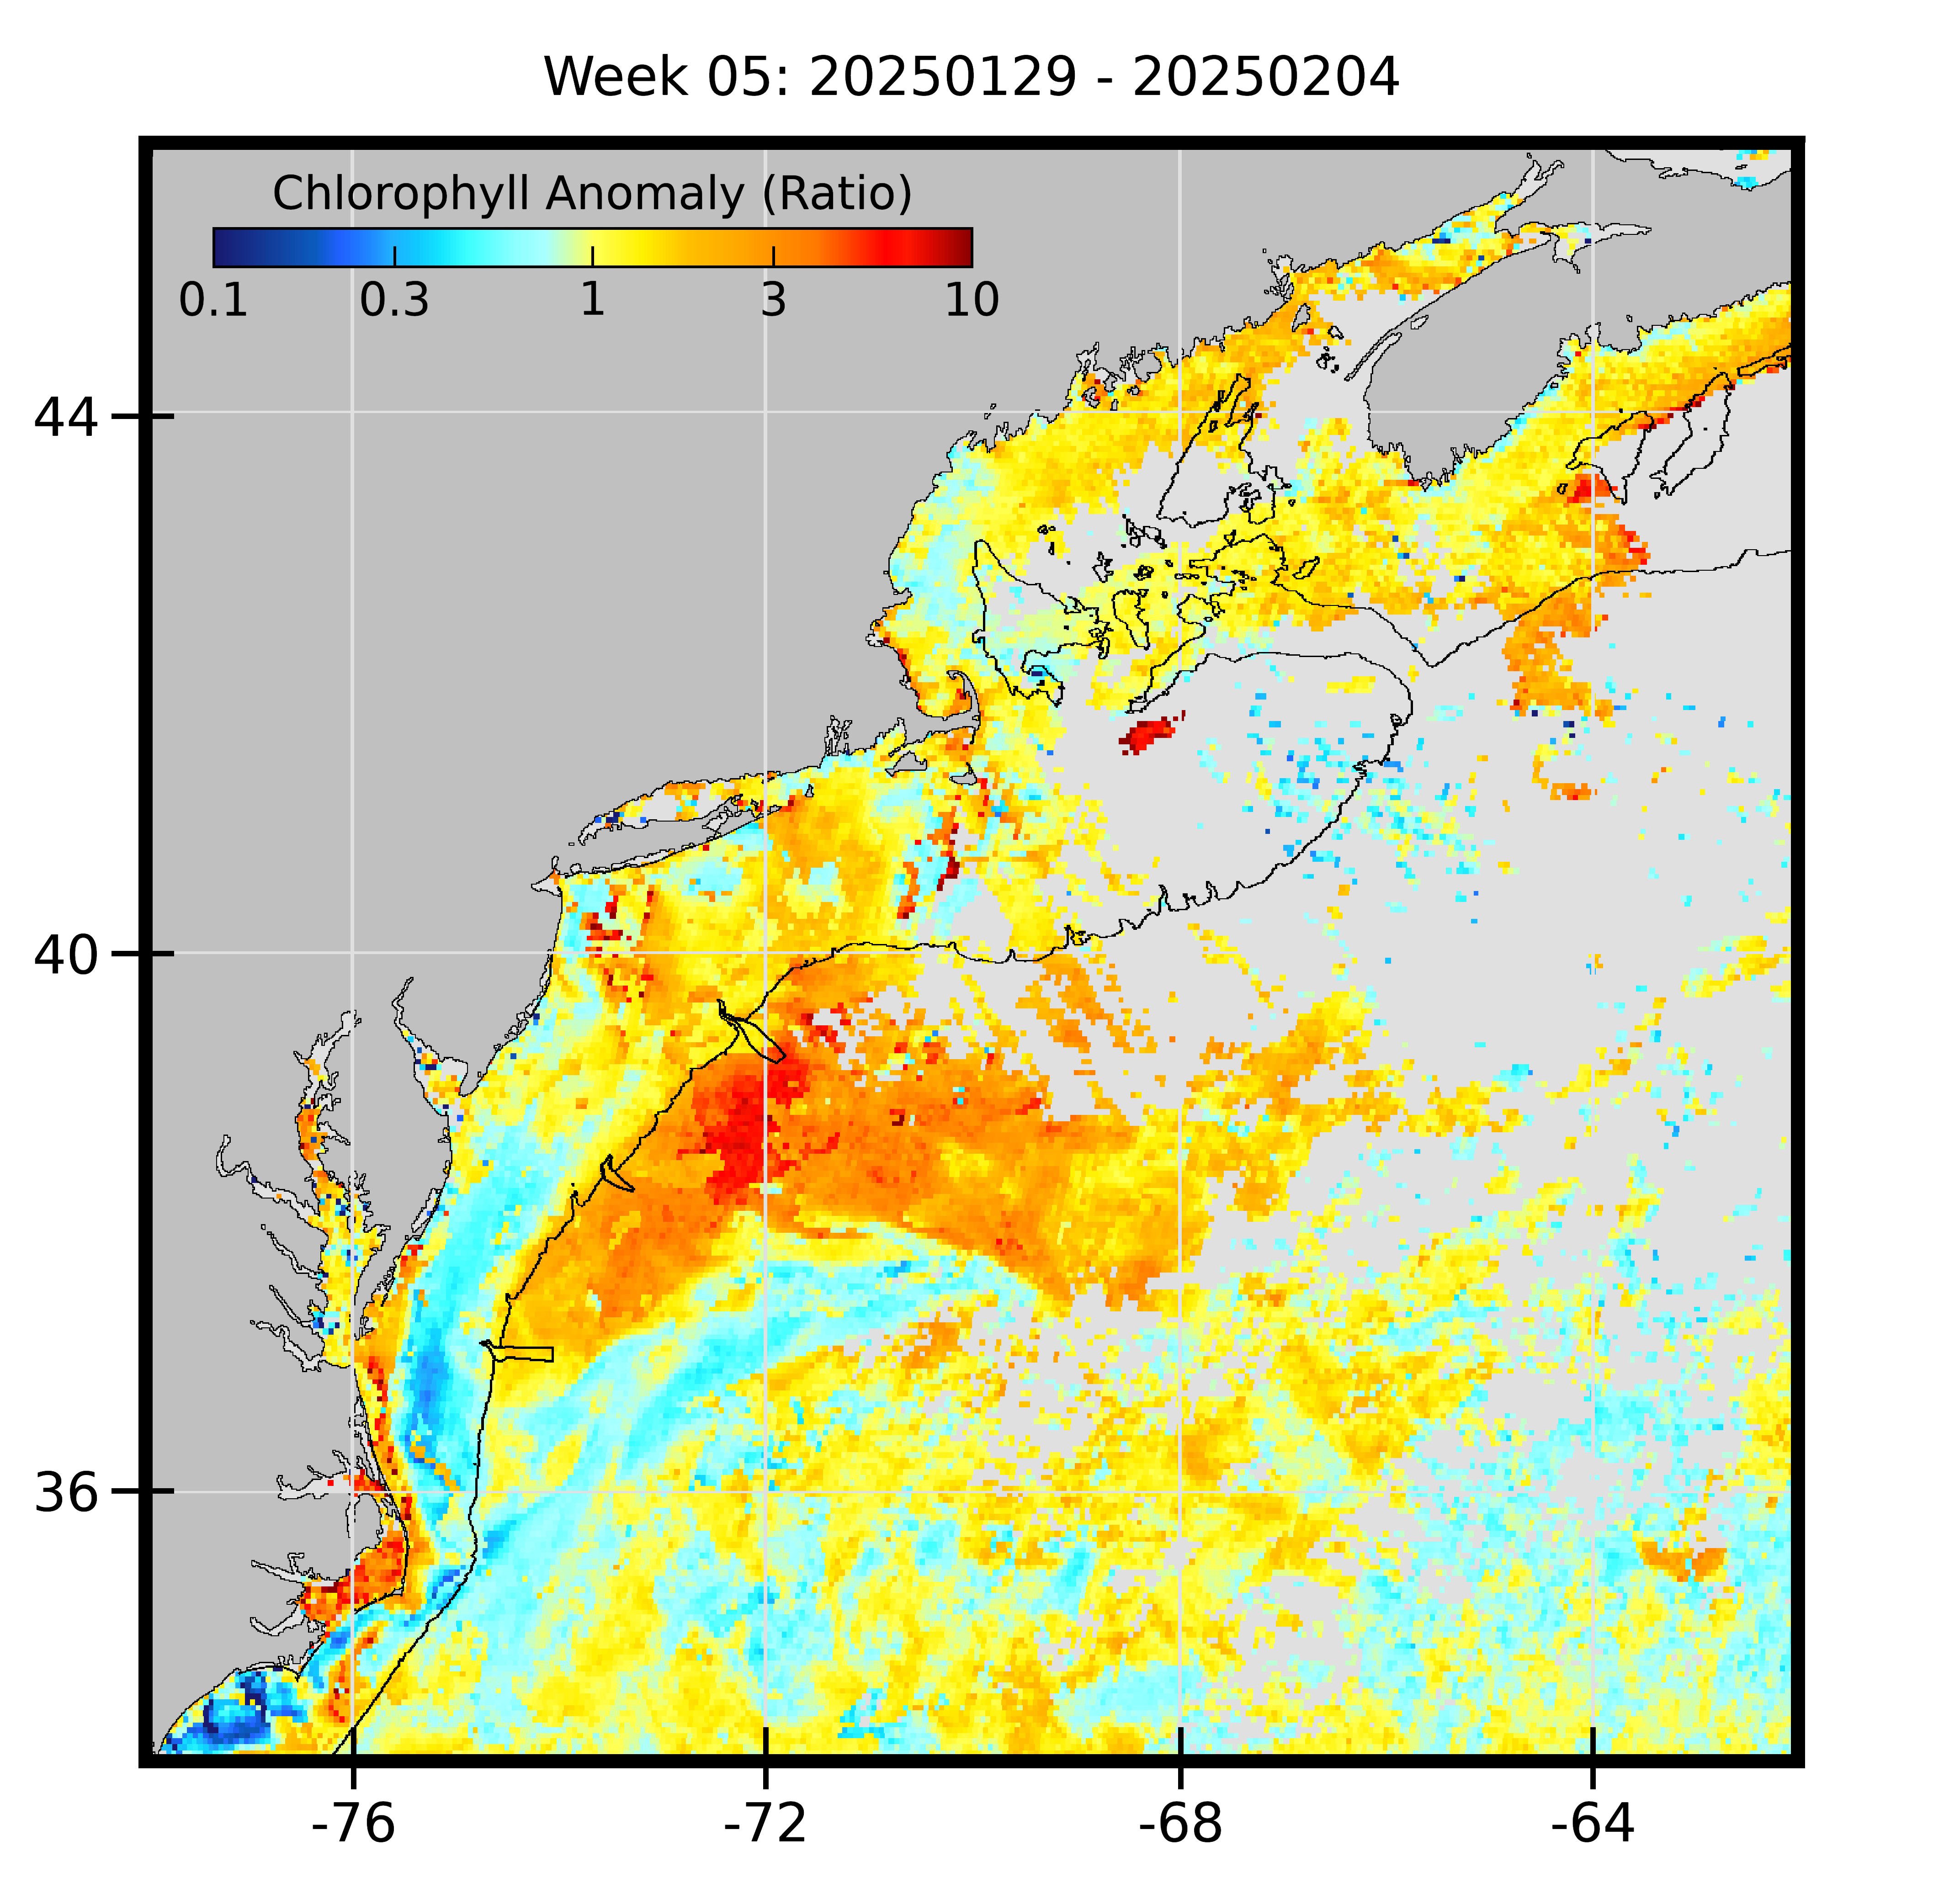 Week 05: 20250129 - 20250204
Chlorophyll Anomaly (Ratio)
0.1 0.3 1 3 10
44
40
36
-76 -72 -68 -64